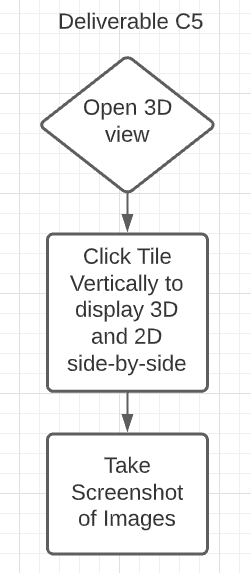 Deliverable C5
Open 3D
view
Click Tile
Vertically to
display 3D
and 2D
side-by-side
Take
Screenshot
of Images